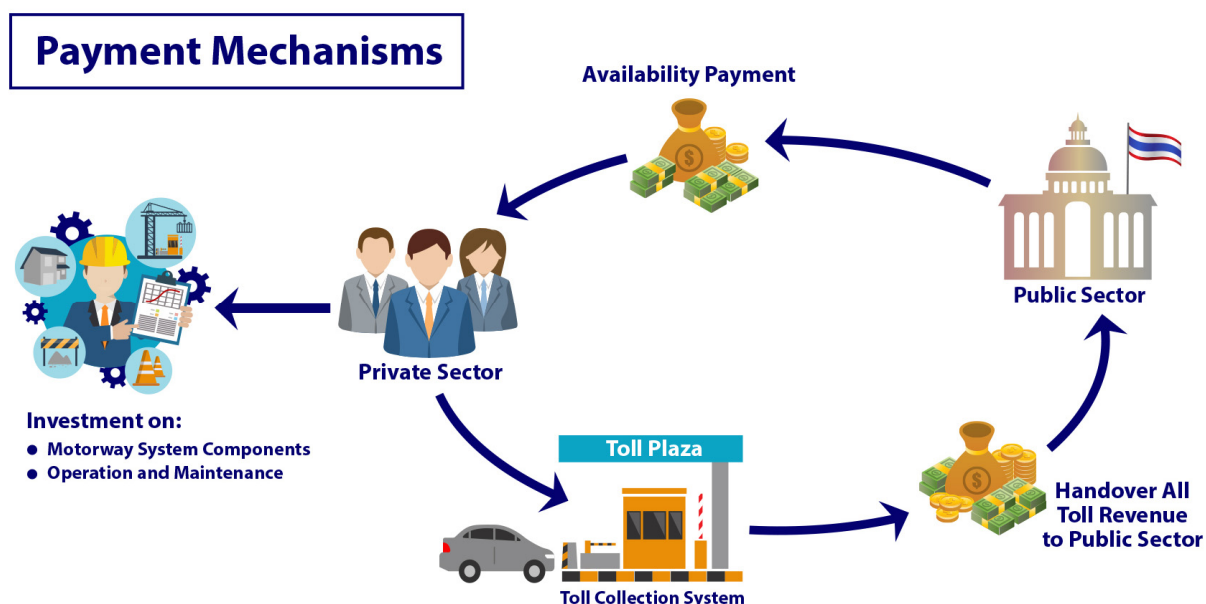 Payment Mechanisms
Availability Payment
$
Public Sector
Private Sector
Investment on:
● Motorway System Components
● Operation and Maintenance
Toll Plaza
$
Handover All
Toll Revenue
to Public Sector
Toll Collection System